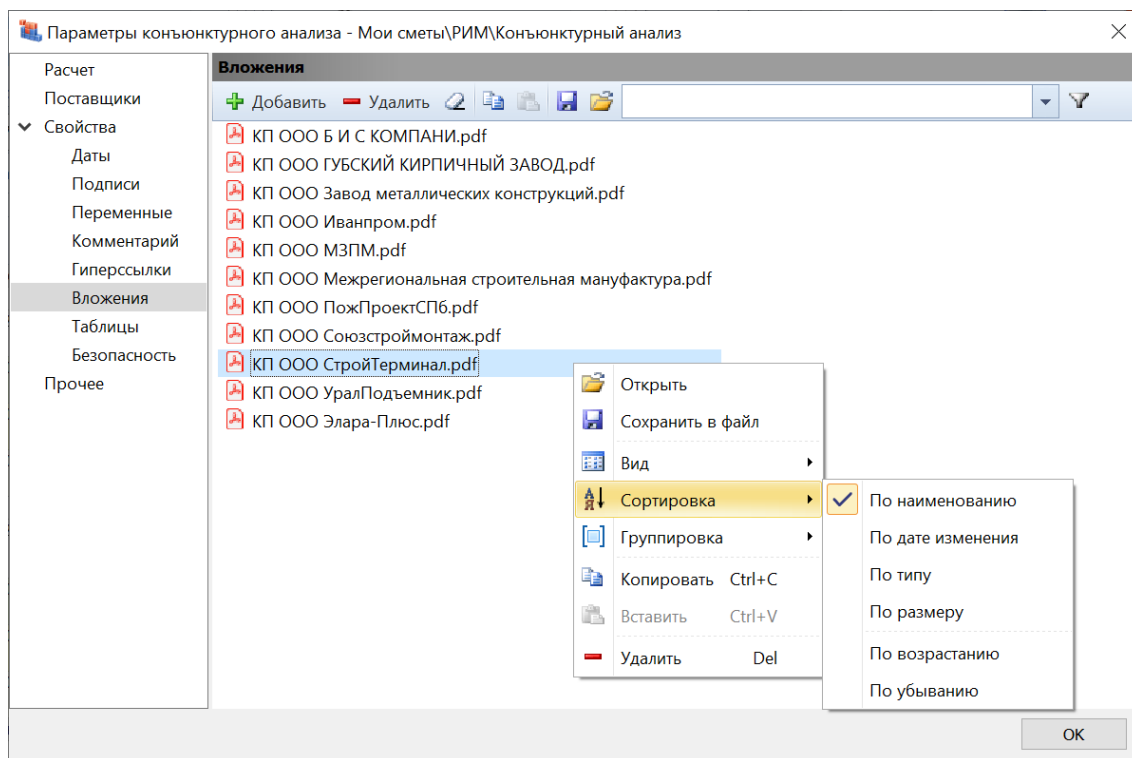 Параметры конъюнктурного анализа - Мои сметы\РИМ\Конъюнктурный анализ
Расчет
Поставщики
Свойства
Даты
Подписи
Переменные
Комментарий
Гиперссылки
Вложения
Таблицы
Безопасность
Прочее
Вложения
Добавить Удалить
КП ООО Б И С КОМПАНИ.pdf
КП ООО ГУБСКИЙ КИРПИЧНЫЙ ЗАВОД.pdf
КП ООО Завод металлических конструкций.pdf
КП ООО Иванпром.pdf
КП ООО МЗПМ.pdf
КП ООО Межрегиональная строительная мануфактура.pdf
КП ООО ПожПроектСПб.pdf
КП ООО Союзстроймонтаж.pdf
КП ООО СтройТерминал.pdf
КП ООО УралПодъемник.pdf
КП ООО Элара-Плюс.pdf
Открыть
Сохранить в файл
Вид
Сортировка
Группировка
Копировать Ctrl+C
Вставить Ctrl+V
Удалить Del
По наименованию
По дате изменения
По типу
По размеру
По возрастанию
По убыванию
OK